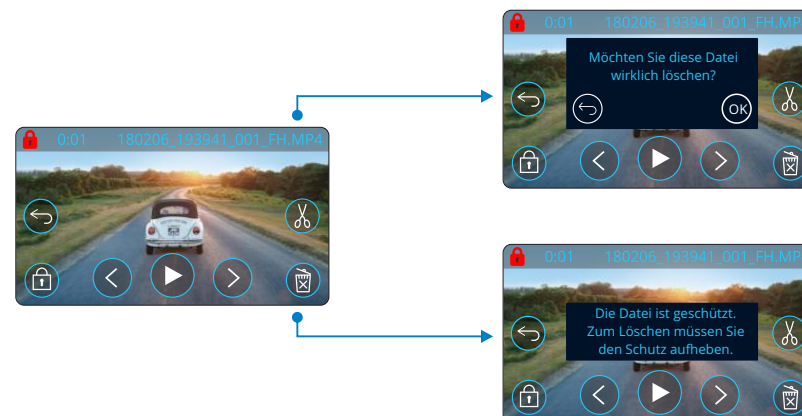 0:01 180206_193941_001_FH.MP4
0:01 180206_193941_001_FH.MP
Möchten Sie diese Datei
wirklich löschen?
OK
0:01 180206_193941_001_FH.MP
Die Datei ist geschützt.
Zum Löschen müssen Sie
den Schutz aufheben.